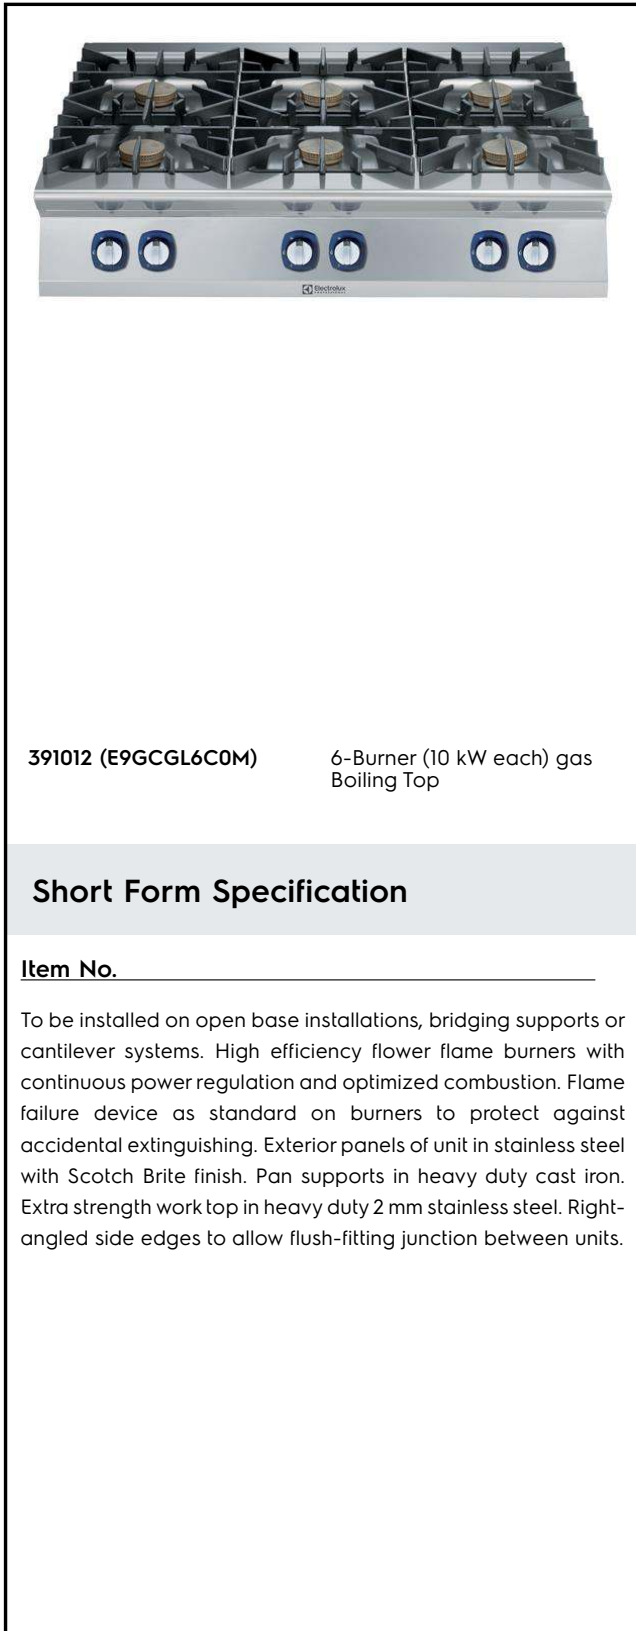 Electrolux
PROFESSIONAL
391012 (E9GCGL6C0M)
6-Burner (10 kW each) gas
Boiling Top
Short Form Specification
Item No.
To be installed on open base installations, bridging supports or
cantilever systems. High efficiency flower flame burners with
continuous power regulation and optimized combustion. Flame
failure device as standard on burners to protect against
accidental extinguishing. Exterior panels of unit in stainless steel
with Scotch Brite finish. Pan supports in heavy duty cast iron.
Extra strength work top in heavy duty 2 mm stainless steel. Right-
angled side edges to allow flush-fitting junction between units.